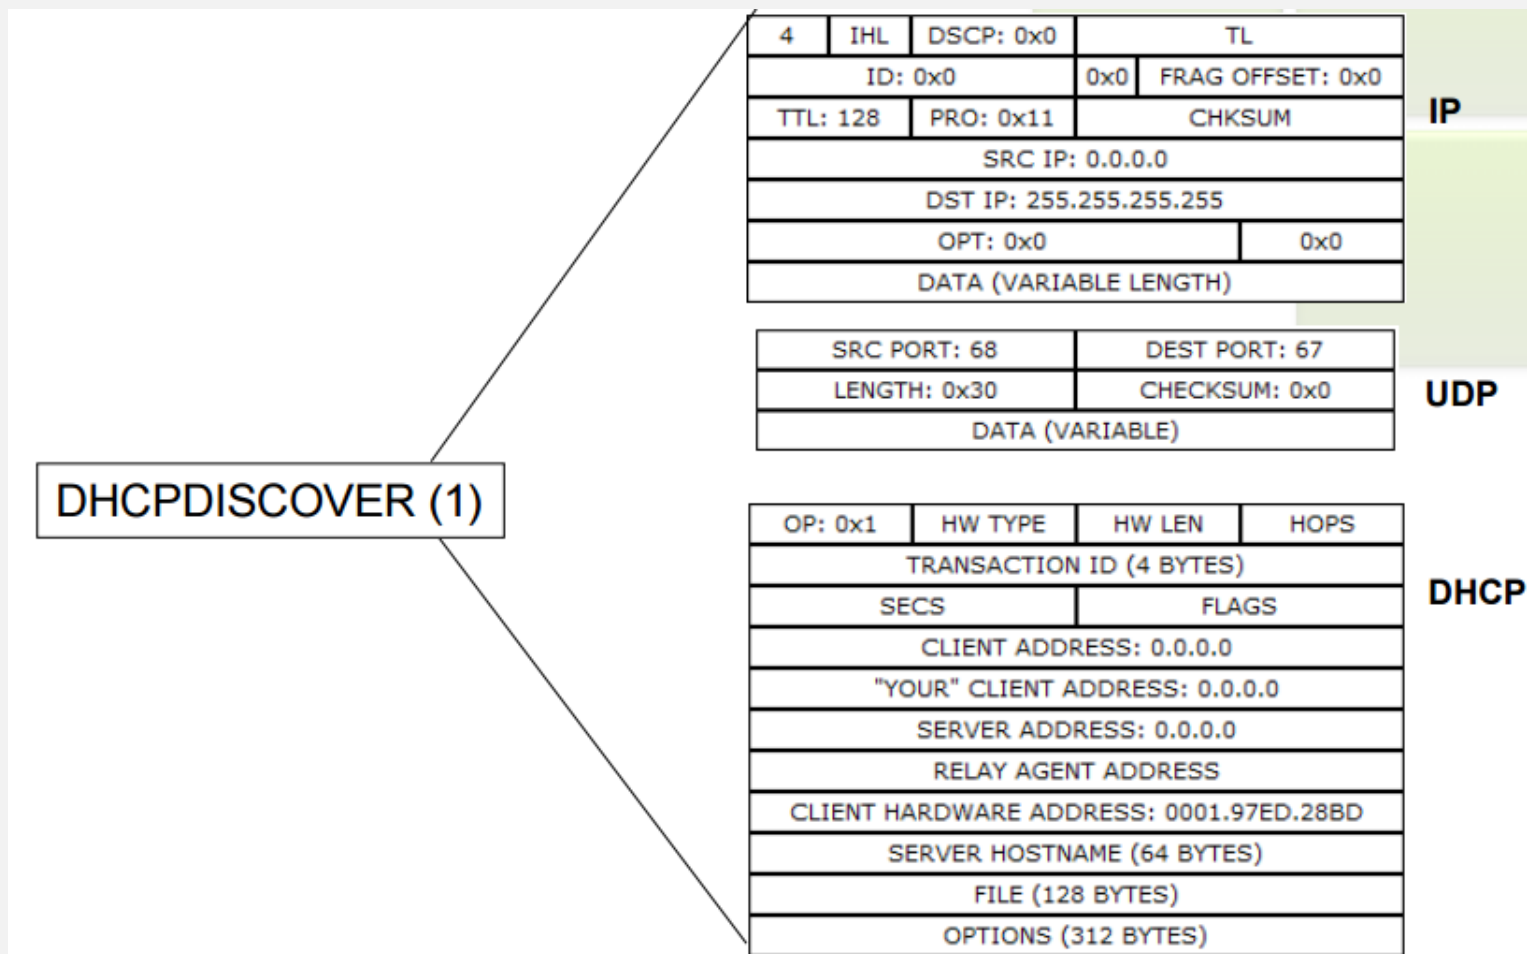 4 IHL DSCP: 0x0 TL
ID: 0x0 0x0 FRAG OFFSET: 0x0
TTL: 128 PRO: 0x11 CHKSUM
IP
SRC IP: 0.0.0.0
DST IP: 255.255.255.255
OPT: 0x0 0x0
DATA (VARIABLE LENGTH)
SRC PORT: 68 DEST PORT: 67
LENGTH: 0x30 CHECKSUM: 0x0
UDP
DATA (VARIABLE)
DHCPDISCOVER (1)
OP: 0x1 HW TYPE HW LEN HOPS
TRANSACTION ID (4 BYTES)
DHCP
SECS FLAGS
CLIENT ADDRESS: 0.0.0.0
"YOUR" CLIENT ADDRESS: 0.0.0.0
SERVER ADDRESS: 0.0.0.0
RELAY AGENT ADDRESS
CLIENT HARDWARE ADDRESS: 0001.97ED.28BD
SERVER HOSTNAME (64 BYTES)
FILE (128 BYTES)
OPTIONS (312 BYTES)